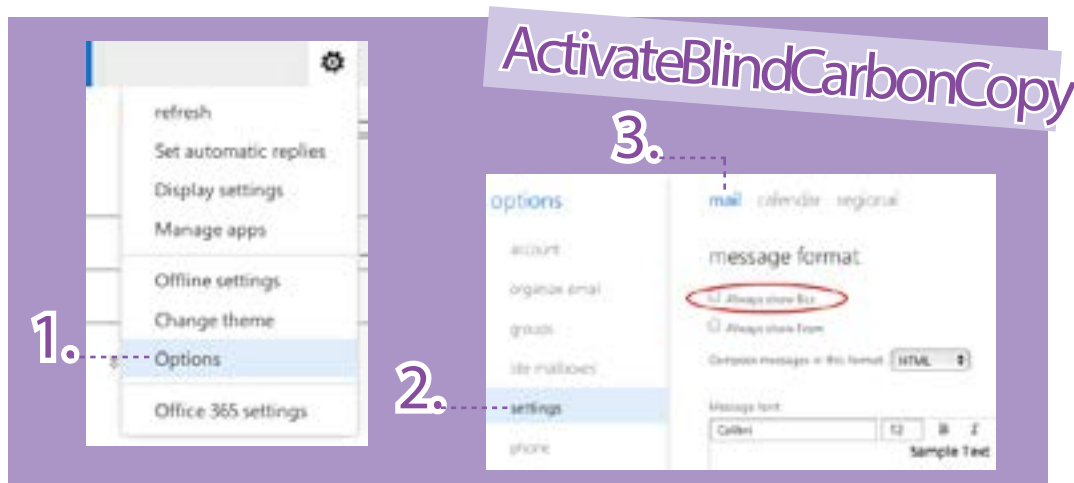 ActivateBlindCarbonCopy
1.
refresh
Set automatic replies
Display settings
Manage apps
Offline settings
Change theme
Options
Office 365 settings
2.
options
account
organize email
groups
site mailboxes
settings
phone
3.
mail calendar regional
message format
Always show Bcc
Always show From
Compose messages in this format: HTML
Message font
Calibri 12 B I
Sample Text